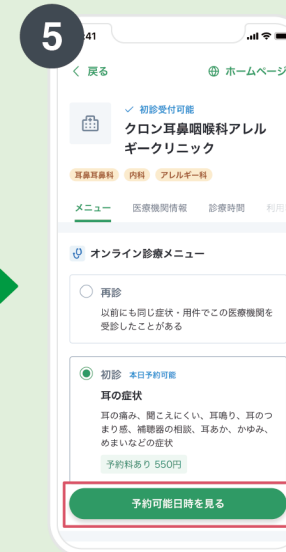 5
:41
戻る
ホームページ
初診受付可能
クロン耳鼻咽喉科アレル
ギークリニック
耳鼻耳鼻科 内科 アレルギー科
メニュー 医療機関情報 診療時間 利用
オンライン診療メニュー
再診
以前にも同じ症状・用件でこの医療機関を
受診したことがある
初診 本日予約可能
耳の症状
耳の痛み、聞こえにくい、耳鳴り、耳のつ
まり感、補聴器の相談、耳あか、かゆみ、
めまいなどの症状
予約料あり 550円
予約可能日時を見る